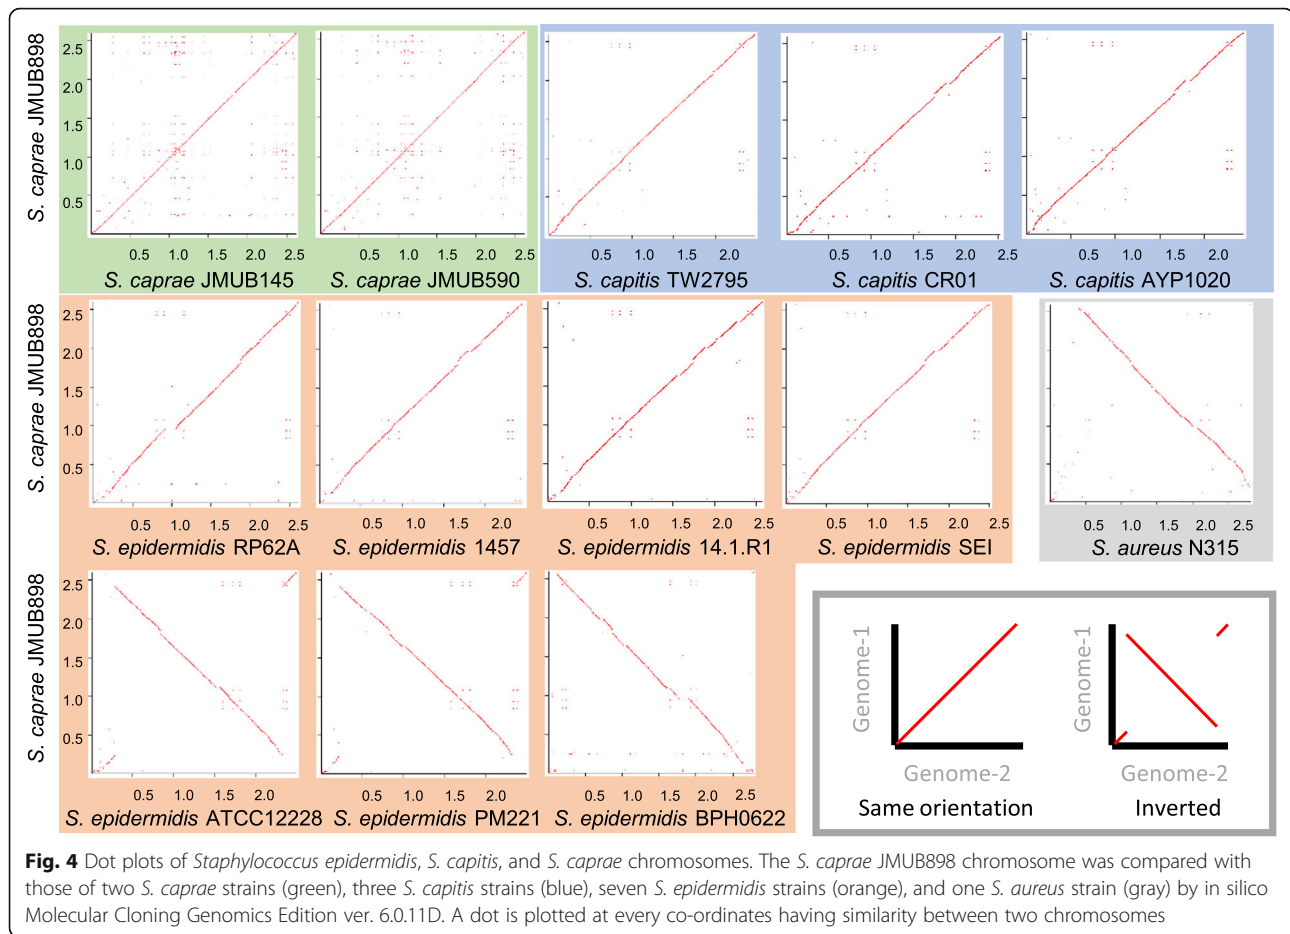 S. caprae JMUB898
2.5
2.0
1.5
1.0
0.5
0.5 1.0 1.5 2.0 2.5
S. caprae JMUB145
0.5 1.0 1.5 2.0 2.5
S. caprae JMUB590
0.5 1.0 1.5 2.0
S. capitis TW2795
0.5 1.0 1.5 2.0 2.5
S. capitis CR01
0.5 1.0 1.5 2.0
S. capitis AYP1020
S. caprae JMUB898
2.5
2.0
1.5
1.0
0.5
0.5 1.0 1.5 2.0 2.5
S. epidermidis RP62A
0.5 1.0 1.5 2.0
S. epidermidis 1457
0.5 1.0 1.5 2.0 2.5
S. epidermidis 14.1.R1
0.5 1.0 1.5 2.0 2.5
S. epidermidis SEI
0.5 1.0 1.5 2.0 2.5
S. aureus N315
S. caprae JMUB898
2.5
2.0
1.5
1.0
0.5
0.5 1.0 1.5 2.0
S. epidermidis ATCC12228
0.5 1.0 1.5 2.0
S. epidermidis PM221
0.5 1.0 1.5 2.0 2.5
S. epidermidis BPH0622
Genome-1
Genome-2
Same orientation
Genome-1
Genome-2
Inverted
Fig. 4 Dot plots of Staphylococcus epidermidis, S. capitis, and S. caprae chromosomes. The S. caprae JMUB898 chromosome was compared with
those of two S. caprae strains (green), three S. capitis strains (blue), seven S. epidermidis strains (orange), and one S. aureus strain (gray) by in silico
Molecular Cloning Genomics Edition ver. 6.0.11D. A dot is plotted at every co-ordinates having similarity between two chromosomes